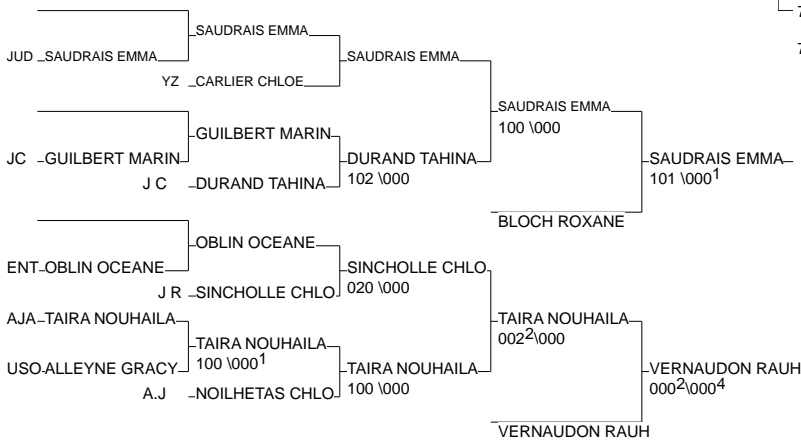 7
SAUDRAIS EMMA
JUD SAUDRAIS EMMA
SAUDRAIS EMMA
7
YZ CARLIER CHLOE
SAUDRAIS EMMA
100 \000
GUILBERT MARIN
JC GUILBERT MARIN
DURAND TAHINA
102 \000
SAUDRAIS EMMA
101 \000¹
J C DURAND TAHINA
BLOCH ROXANE
OBLIN OCEANE
ENT OBLIN OCEANE
SINCHOLLE CHLO
020 \000
J R SINCHOLLE CHLO
AJA TAIRA NOUHAILA
TAIRA NOUHAILA
002²\000
TAIRA NOUHAILA
100 \000¹
USO ALLEYNE GRACY
TAIRA NOUHAILA
100 \000
VERNAUDON RAUH
000²\000⁴
A.J NOILHETAS CHLO
VERNAUDON RAUH